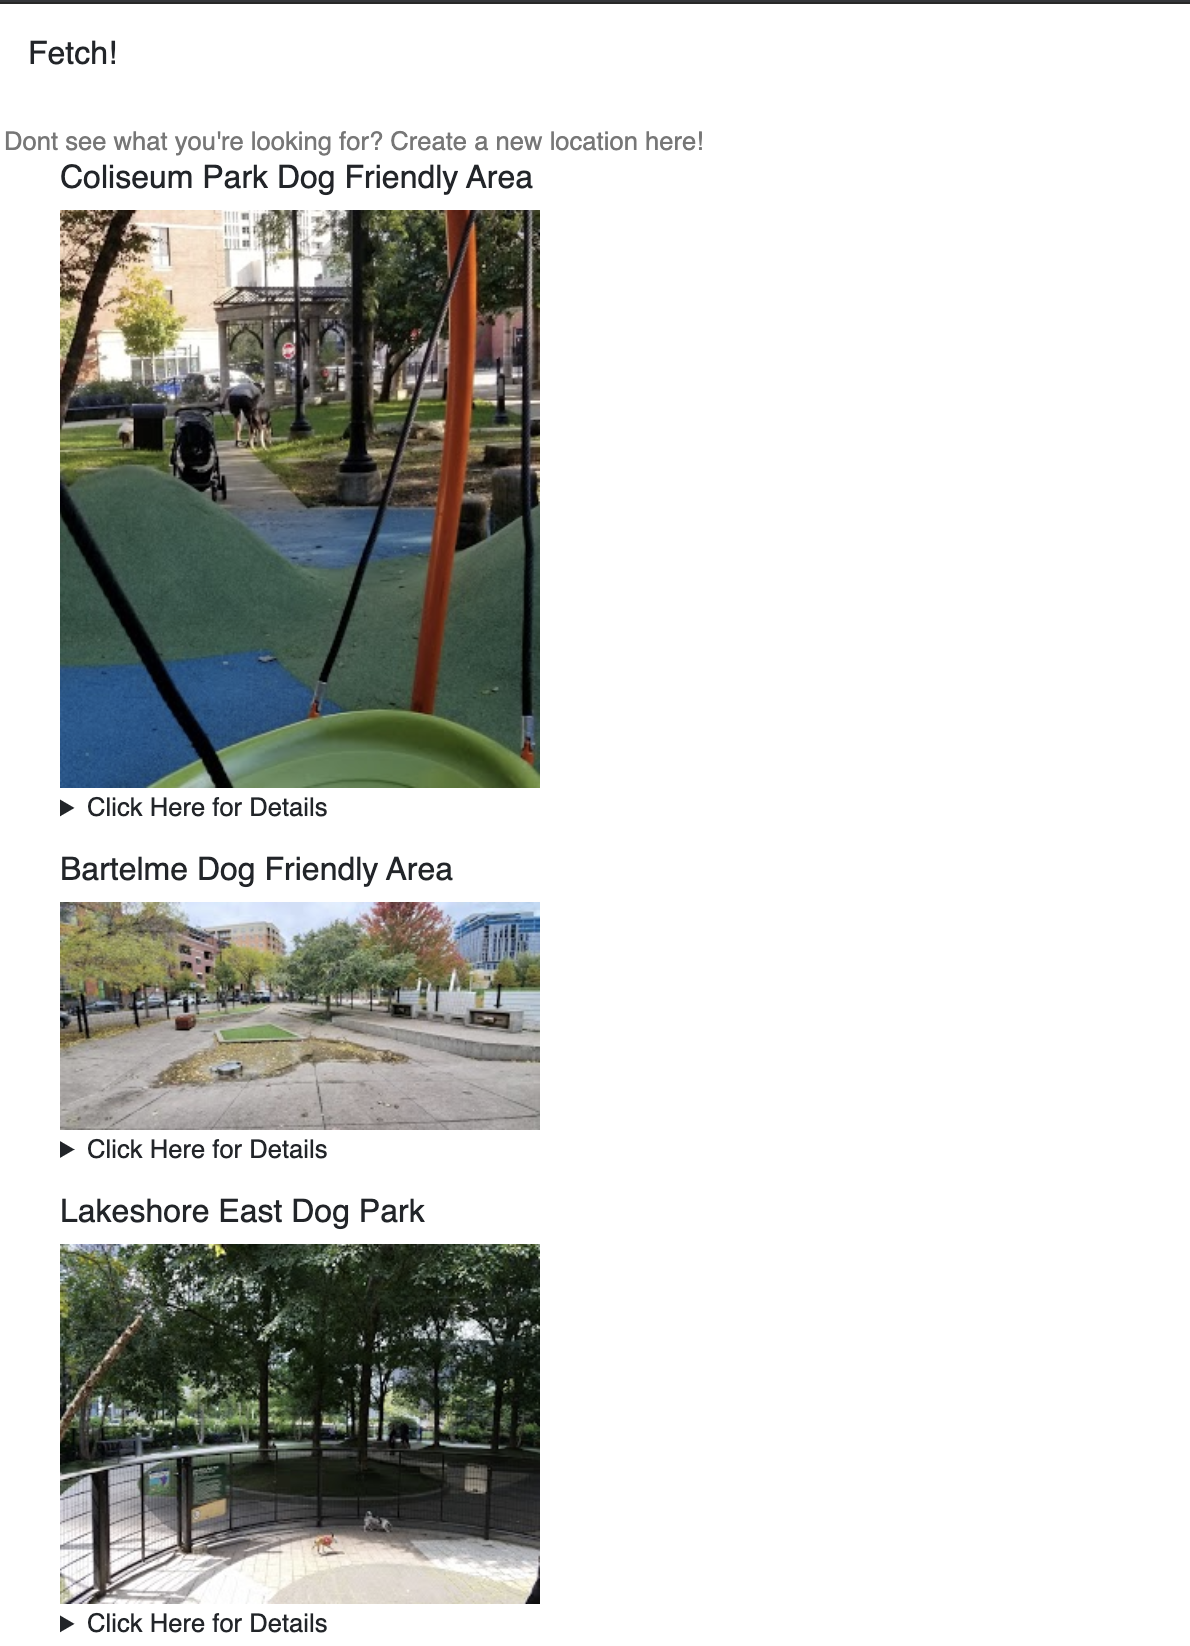 Fetch!
Dont see what you're looking for? Create a new location here!
Coliseum Park Dog Friendly Area
Click Here for Details
Bartelme Dog Friendly Area
Click Here for Details
Lakeshore East Dog Park
Click Here for Details